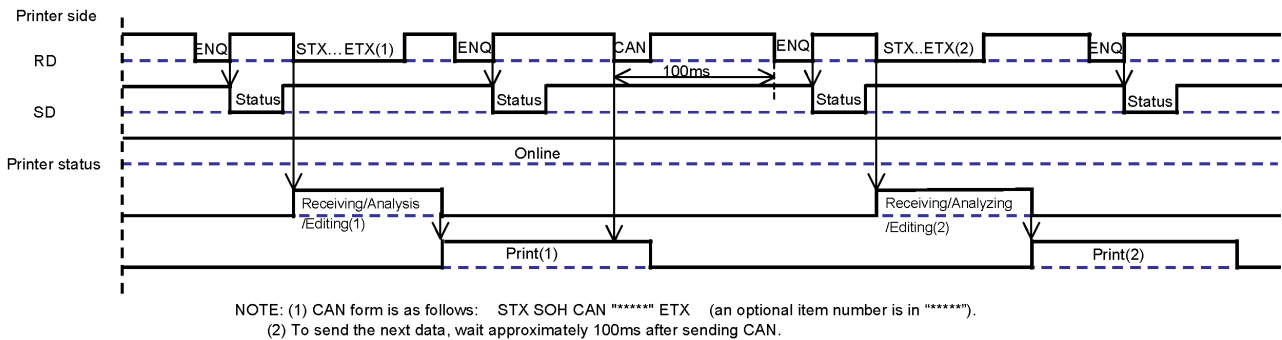 Printer side
RD
ENQ
STX...ETX(1)
ENQ
CAN
ENQ
STX..ETX(2)
ENQ
100ms
SD
Status
Status
Status
Status
Printer status
Online
Receiving/Analysis
/Editing(1)
Receiving/Analyzing
/Editing(2)
Print(1)
Print(2)
NOTE: (1) CAN form is as follows: STX SOH CAN "*****" ETX (an optional item number is in “*****”).
(2) To send the next data, wait approximately 100ms after sending CAN.